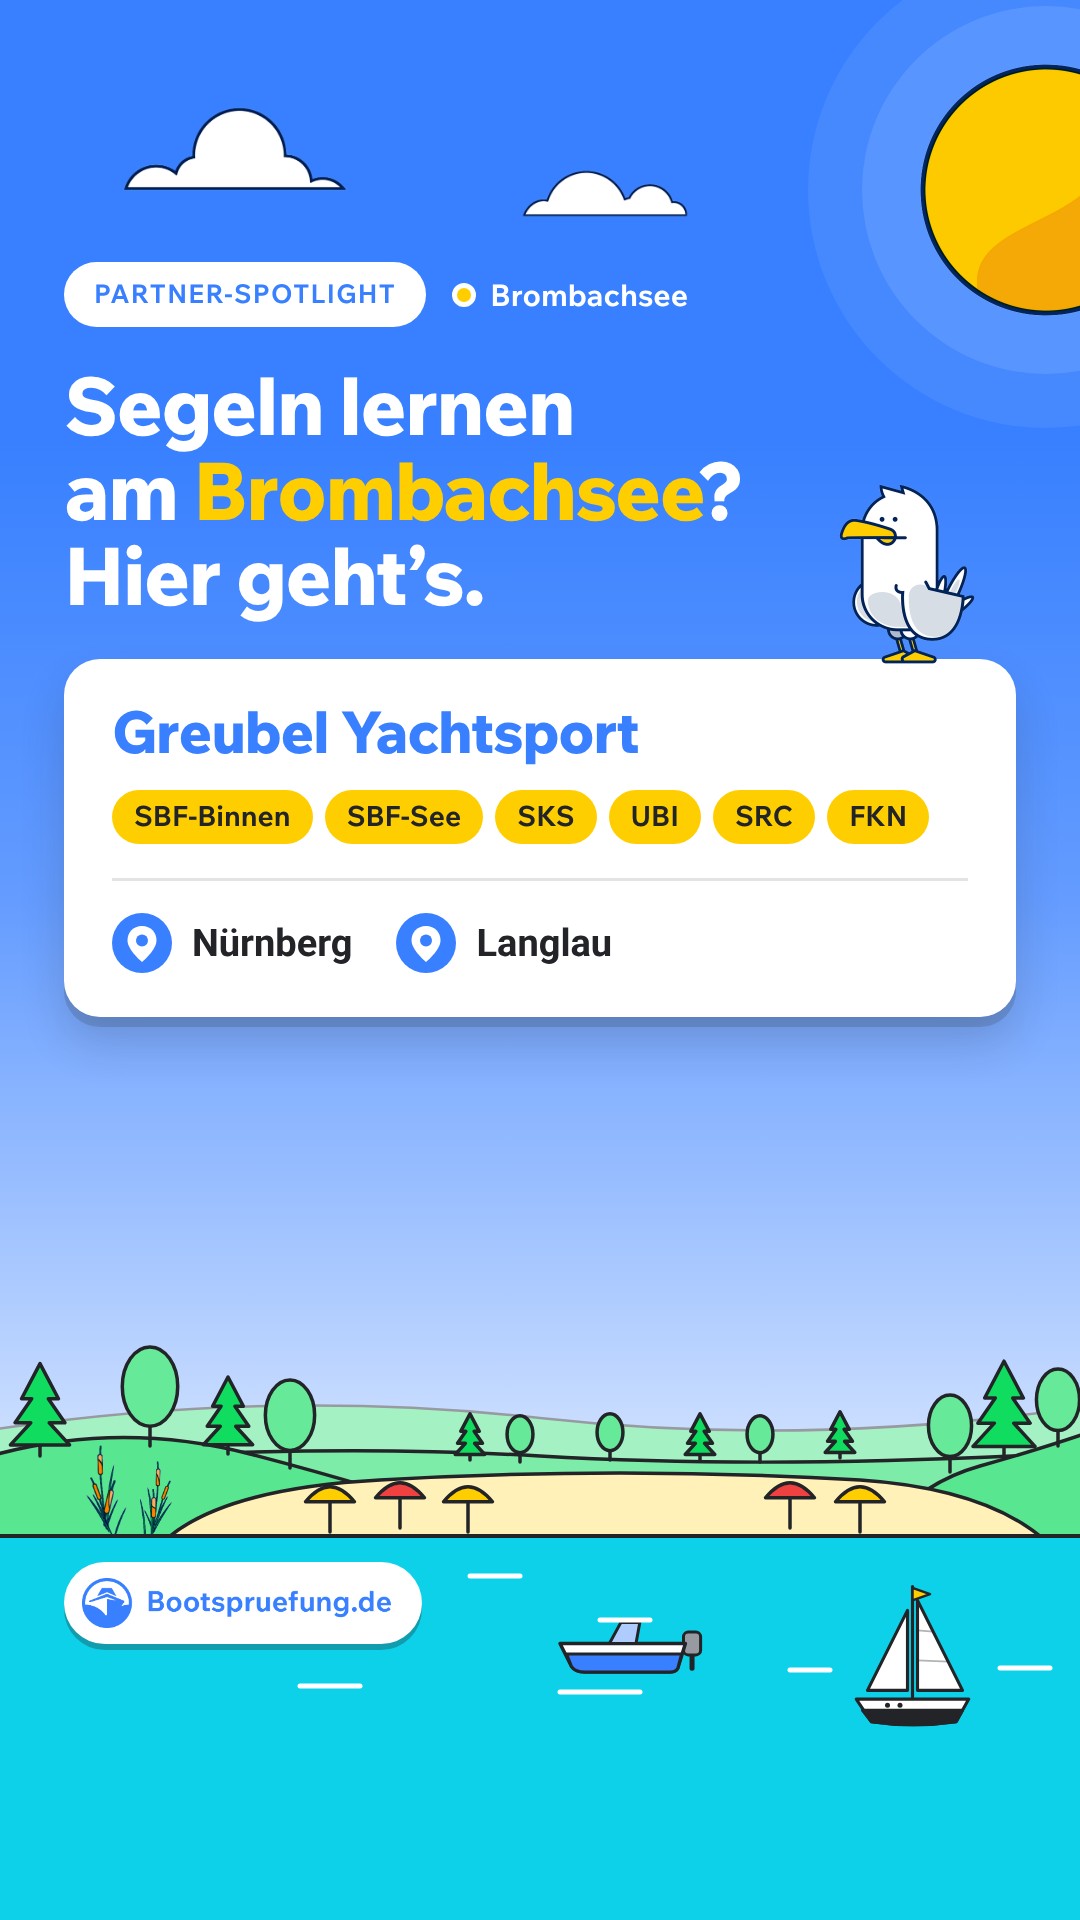 PARTNER-SPOTLIGHT
Brombachsee
Segeln lernen
am Brombachsee?
Hier geht’s.
Greubel Yachtsport
SBF-Binnen SBF-See SKS UBI SRC FKN
Nürnberg Langlau
Bootspruefung.de